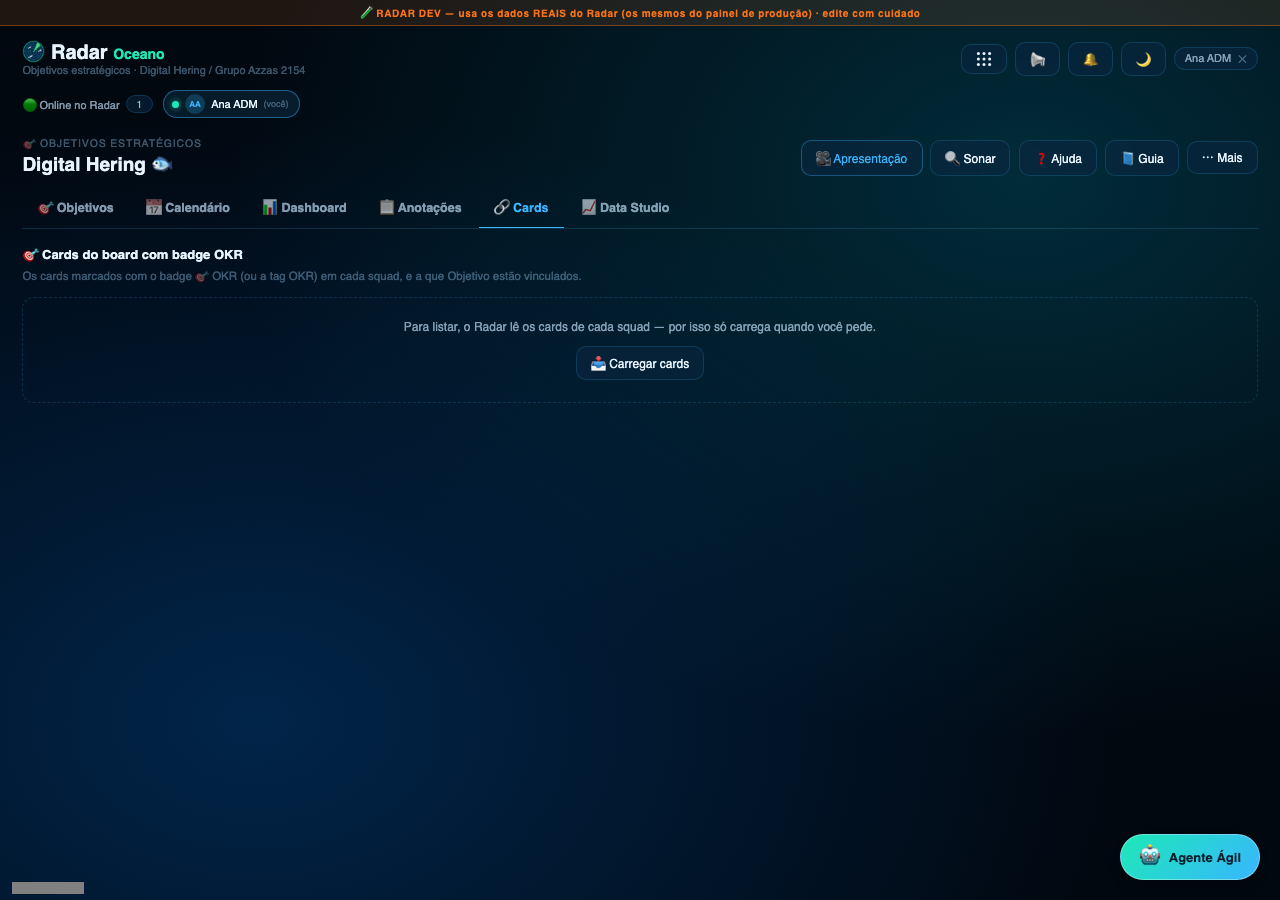 RADAR DEV — usa os dados REAIS do Radar (os mesmos do painel de produção) · edite com cuidado
Radar Oceano
Objetivos estratégicos · Digital Hering / Grupo Azzas 2154
Ana ADM ×
Online no Radar 1 AA Ana ADM (você)
OBJETIVOS ESTRATÉGICOS
Digital Hering
Apresentação Sonar Ajuda Guia ··· Mais
Objetivos Calendário Dashboard Anotações Cards Data Studio
Cards do board com badge OKR
Os cards marcados com o badge OKR (ou a tag OKR) em cada squad, e a que Objetivo estão vinculados.
Para listar, o Radar lê os cards de cada squad — por isso só carrega quando você pede.
Carregar cards
Agente Ágil